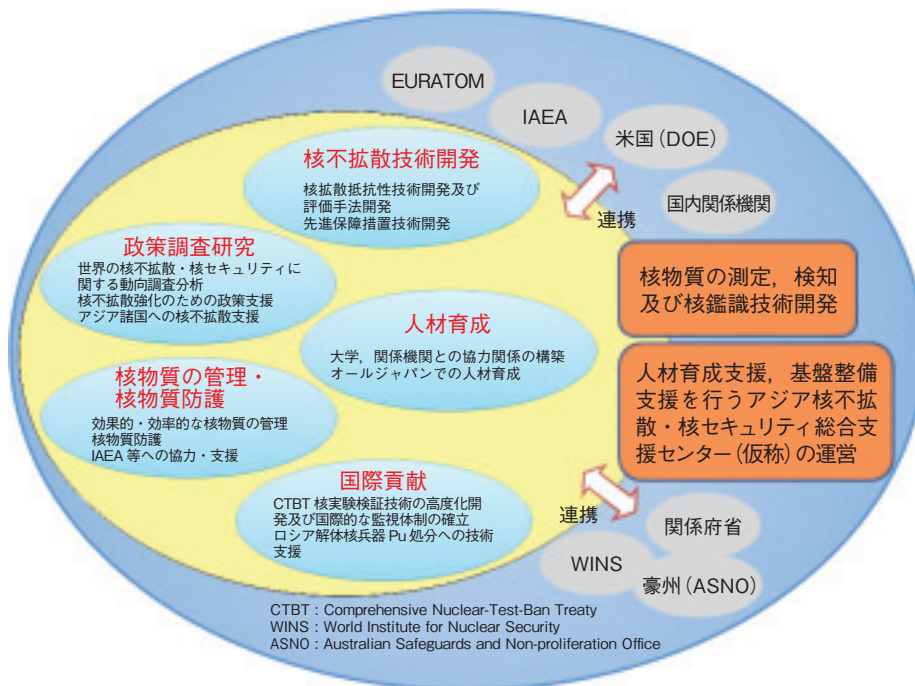 EURATOM
IAEA
米国（DOE）
国内関係機関
連携
核不拡散技術開発
核拡散抵抗性技術開発及び
評価手法開発
先進保障措置技術開発
政策調査研究
世界の核不拡散・核セキュリティに
関する動向調査分析
核不拡散強化のための政策支援
アジア諸国への核不拡散支援
人材育成
大学，関係機関との協力関係の構築
オールジャパンでの人材育成
核物質の管理・
核物質防護
効果的・効率的な核物質の管理
核物質防護
IAEA 等への協力・支援
国際貢献
CTBT 核実験検証技術の高度化開
発及び国際的な監視体制の確立
ロシア解体核兵器 Pu 処分への技術
支援
核物質の測定，検知
及び核鑑識技術開発
人材育成支援，基盤整備
支援を行うアジア核不拡
散・核セキュリティ総合支
援センター（仮称）の運営
連携
関係府省
WINS
豪州（ASNO）
CTBT : Comprehensive Nuclear-Test-Ban Treaty
WINS : World Institute for Nuclear Security
ASNO : Australian Safeguards and Non-proliferation Office